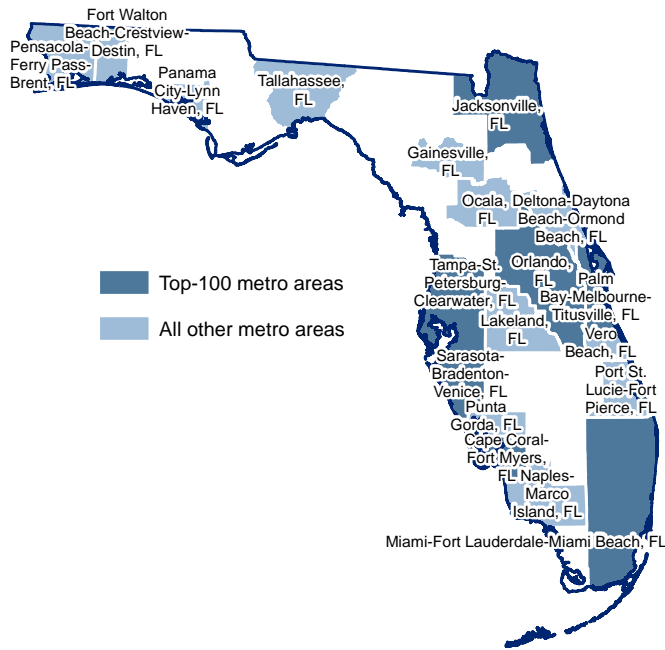 Fort Walton
Beach-Crestview-
Destin, FL
Pensacola-
Ferry Pass-
Brent, FL
Panama
City-Lynn
Haven, FL
Tallahassee,
FL
Jacksonville,
FL
Gainesville,
FL
Ocala,
FL
Deltona-Daytona
Beach-Ormond
Beach, FL
Orlando,
FL
Tampa-St.
Petersburg-
Clearwater, FL
Palm
Bay-Melbourne-
Titusville, FL
Lakeland,
FL
Vero
Beach, FL
Sarasota-
Bradenton-
Venice, FL
Port St.
Lucie-Fort
Pierce, FL
Punta
Gorda, FL
Cape Coral-
Fort Myers,
FL
Naples-
Marco
Island, FL
Miami-Fort Lauderdale-Miami Beach, FL
Top-100 metro areas
All other metro areas